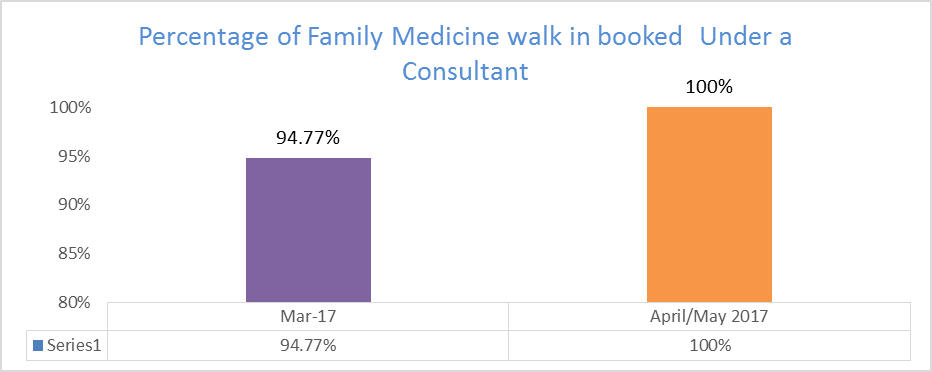 Percentage of Family Medicine walk in booked  Under a
Consultant
100%
95%
90%
85%
80%
94.77%
100%
Mar-17 April/May 2017
Series1 94.77% 100%